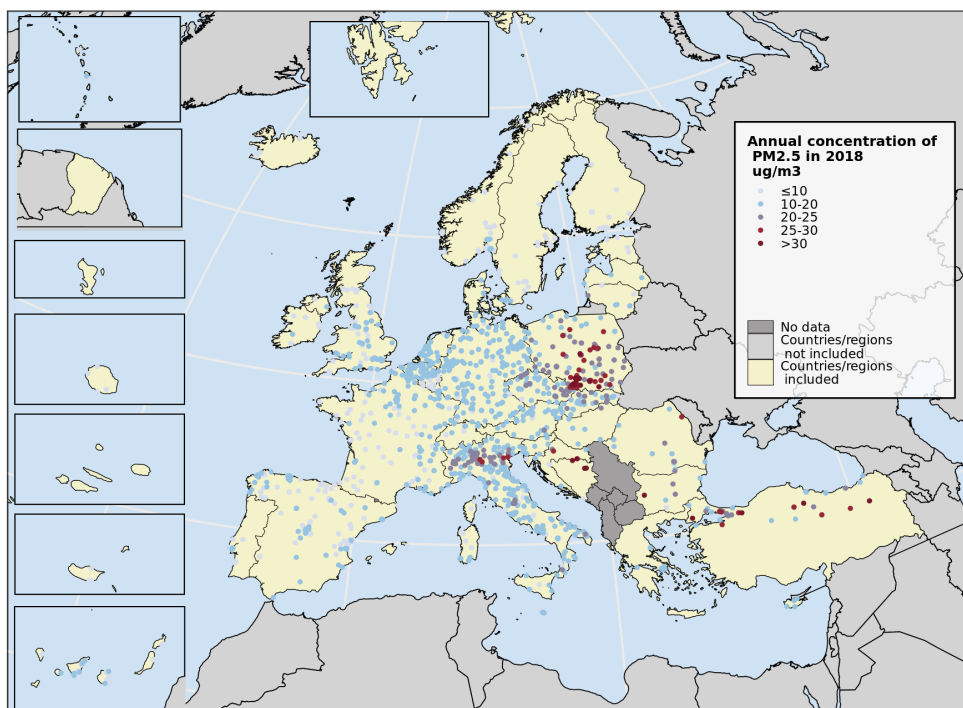 Annual concentration of
PM2.5 in 2018
ug/m3
≤10
10-20
20-25
25-30
>30
No data
Countries/regions
not included
Countries/regions
included